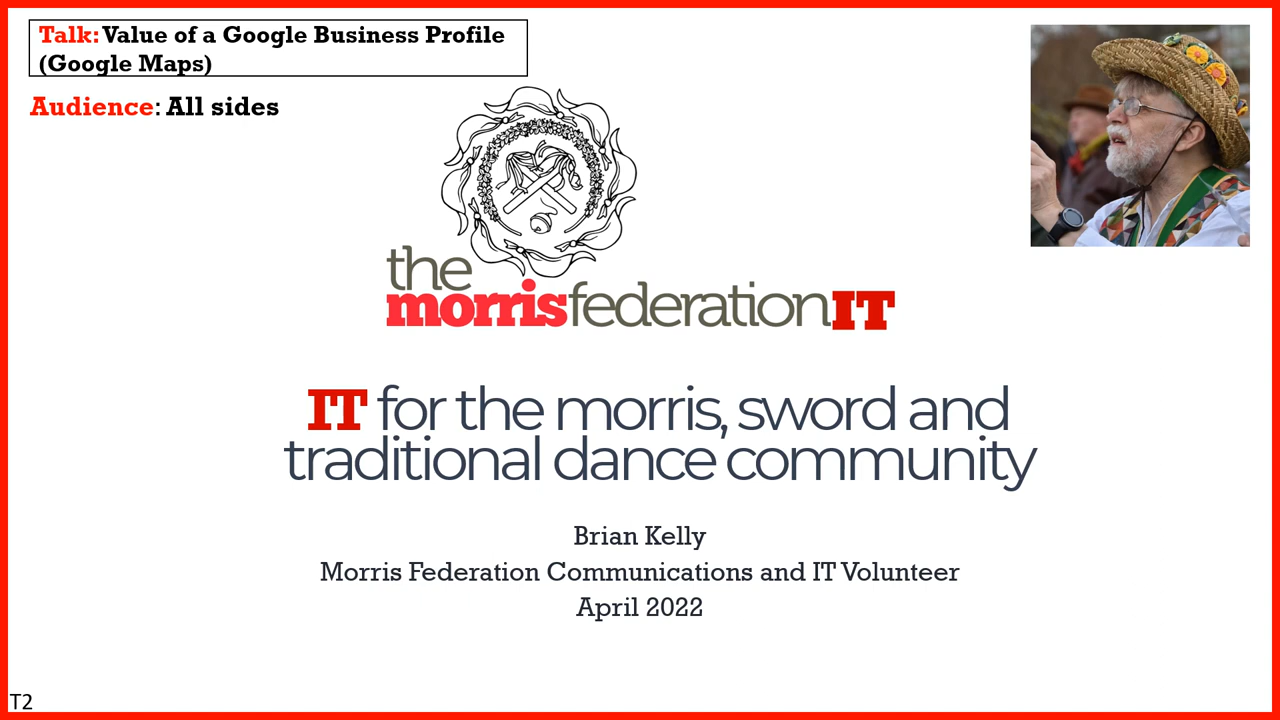 Talk: Value of a Google Business Profile
(Google Maps)
Audience: All sides
the
morrisfederationIT
IT for the morris, sword and
traditional dance community
Brian Kelly
Morris Federation Communications and IT Volunteer
April 2022
T2